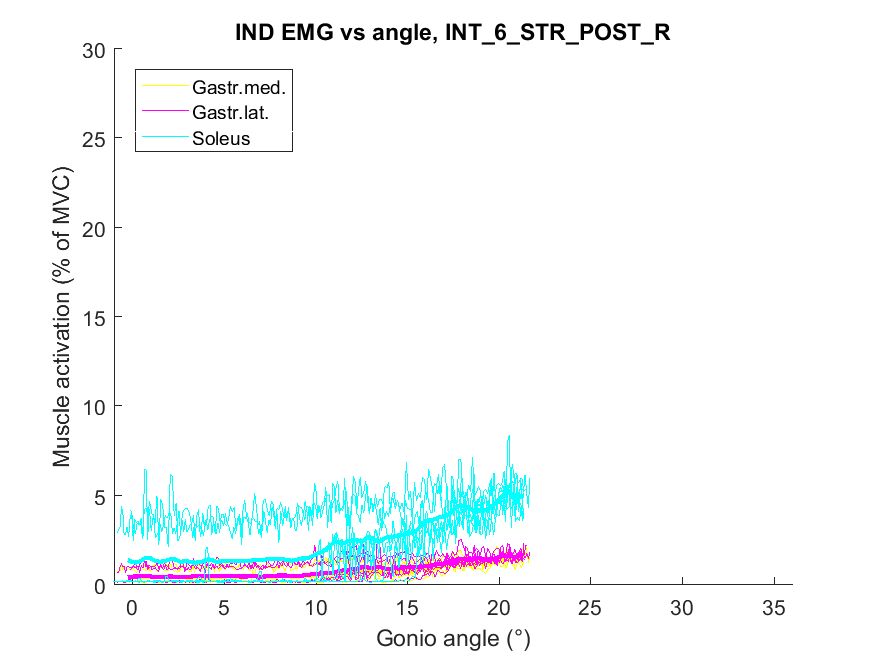 IND EMG vs angle, INT_6_STR_POST_R
30
25
20
15
10
5
0
Muscle activation (% of MVC)
Gastr.med.
Gastr.lat.
Soleus
0 5 10 15 20 25 30 35
Gonio angle (°)